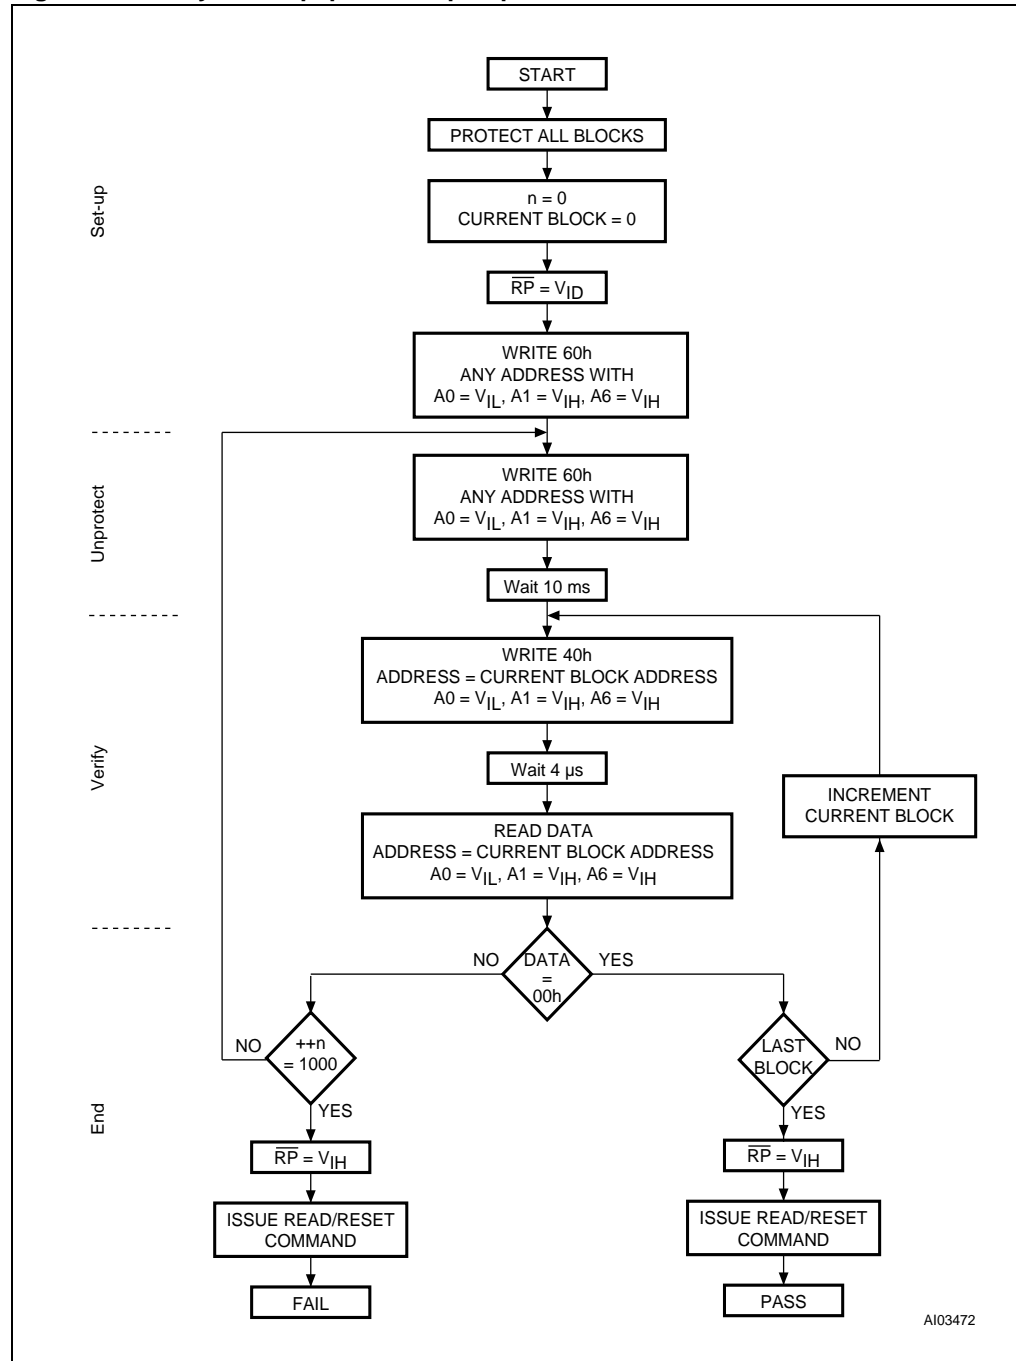 START
PROTECT ALL BLOCKS
n = 0
CURRENT BLOCK = 0
Set-up
RP = VID
WRITE 60h
ANY ADDRESS WITH
A0 = VIL, A1 = VIH, A6 = VIH
WRITE 60h
ANY ADDRESS WITH
A0 = VIL, A1 = VIH, A6 = VIH
Unprotect
Wait 10 ms
WRITE 40h
ADDRESS = CURRENT BLOCK ADDRESS
A0 = VIL, A1 = VIH, A6 = VIH
Verify
Wait 4 µs
INCREMENT
CURRENT BLOCK
READ DATA
ADDRESS = CURRENT BLOCK ADDRESS
A0 = VIL, A1 = VIH, A6 = VIH
NO
DATA
=
00h
YES
NO
++n
= 1000
LAST
BLOCK
NO
End
YES
YES
RP = VIH
RP = VIH
ISSUE READ/RESET
COMMAND
ISSUE READ/RESET
COMMAND
FAIL
PASS
AI03472